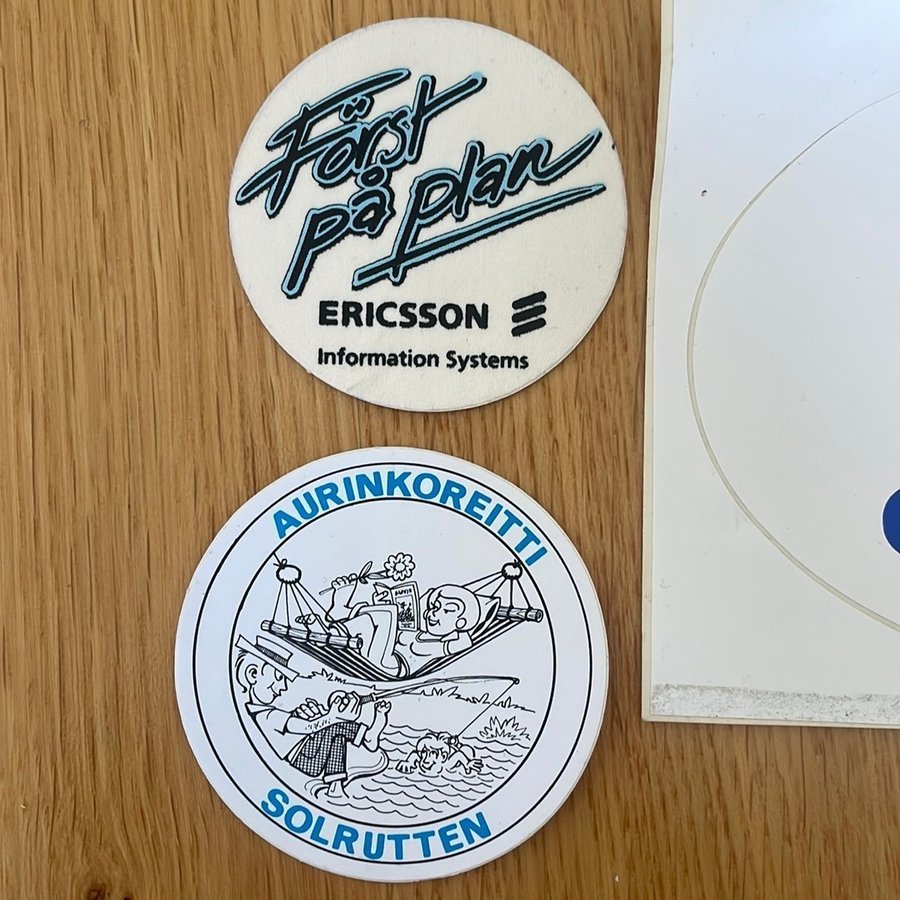 Först
på plan
ERICSSON
Information Systems
AURINKOREITTI
SOLRUTTEN